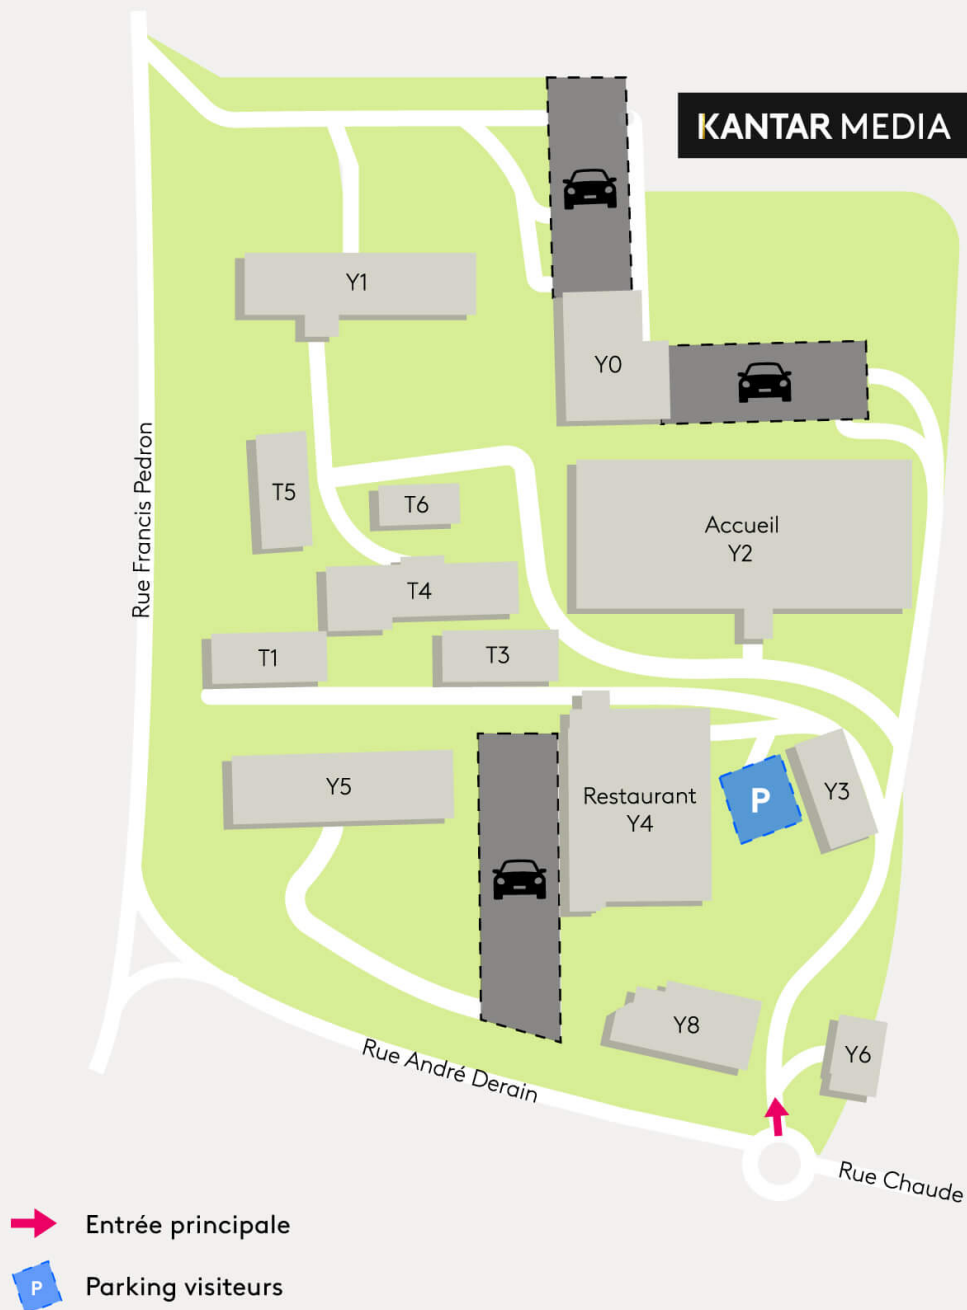 KANTAR MEDIA
Y1
Y0
Rue Francis Pedron
T5
T6
Accueil
Y2
T4
T1
T3
Y5
Restaurant
Y4
P
Y3
Y8
Y6
Rue André Derain
Rue Chaude
Entrée principale
P
Parking visiteurs